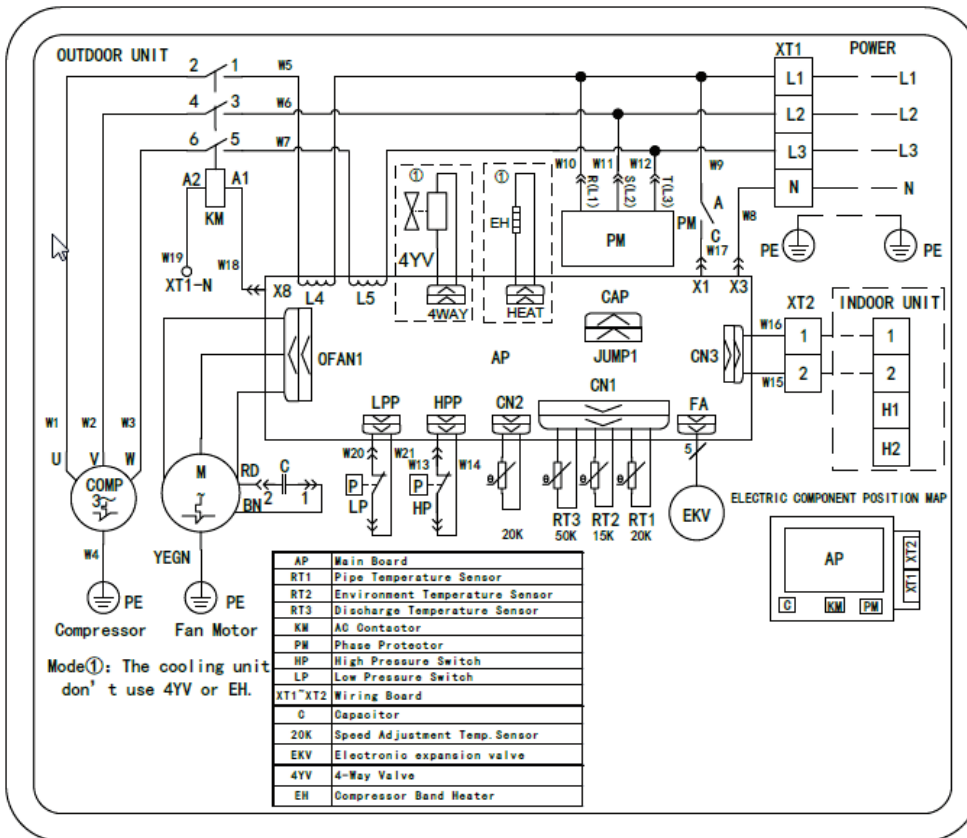 OUTDOOR UNIT
XT1
POWER
2
1
W5
L1
L1
4
3
W6
L2
L2
6
5
W7
L3
L3
W10
W11
W12
W9
N
N
A2
A1
KM
①
4YV
①
EH
R(L1)
S(L2)
T(L3)
PM
PM
A
C
W8
W17
PE
PE
W19
XT1-N
W18
X8
L4
L5
4WAY
HEAT
CAP
X1
X3
XT2
INDOOR UNIT
OFAN1
AP
JUMP1
CN3
W16
1
1
W15
2
2
H1
H2
CN1
LPP
HPP
CN2
FA
W1
W2
W3
U
V
W
W20
W21
W13
W14
5
COMP
3~
M
~
RD
C
2
1
BN
P
LP
P
HP
θ
θ
θ
θ
20K
RT3
RT2
RT1
50K
15K
20K
EKV
ELECTRIC COMPONENT POSITION MAP
AP
XT2
XT1
C
KM
PM
W4
YEGN
PE
PE
Compressor
Fan Motor
Mode①: The cooling unit
don't use 4YV or EH.
AP Main Board
RT1 Pipe Temperature Sensor
RT2 Environment Temperature Sensor
RT3 Discharge Temperature Sensor
KM AC Contactor
PM Phase Protector
HP High Pressure Switch
LP Low Pressure Switch
XT1~XT2 Wiring Board
C Capacitor
20K Speed Adjustment Temp.Sensor
EKV Electronic expansion valve
4YV 4-Way Valve
EH Compressor Band Heater